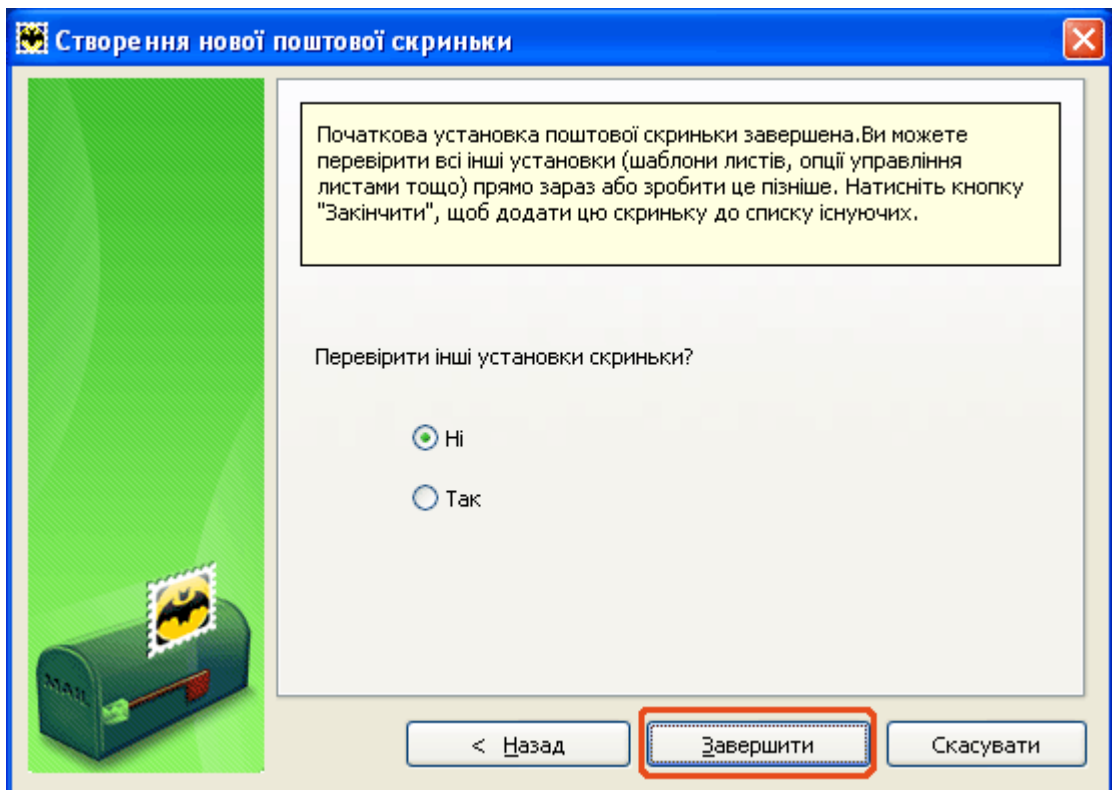 Створення нової поштової скриньки
Початкова установка поштової скриньки завершена.Ви можете
перевірити всі інші установки (шаблони листів, опції управління
листами тощо) прямо зараз або зробити це пізніше. Натисніть кнопку
"Закінчити", щоб додати цю скриньку до списку існуючих.
Перевірити інші установки скриньки?
Ні
Так
MAIL
< Назад
Завершити
Скасувати